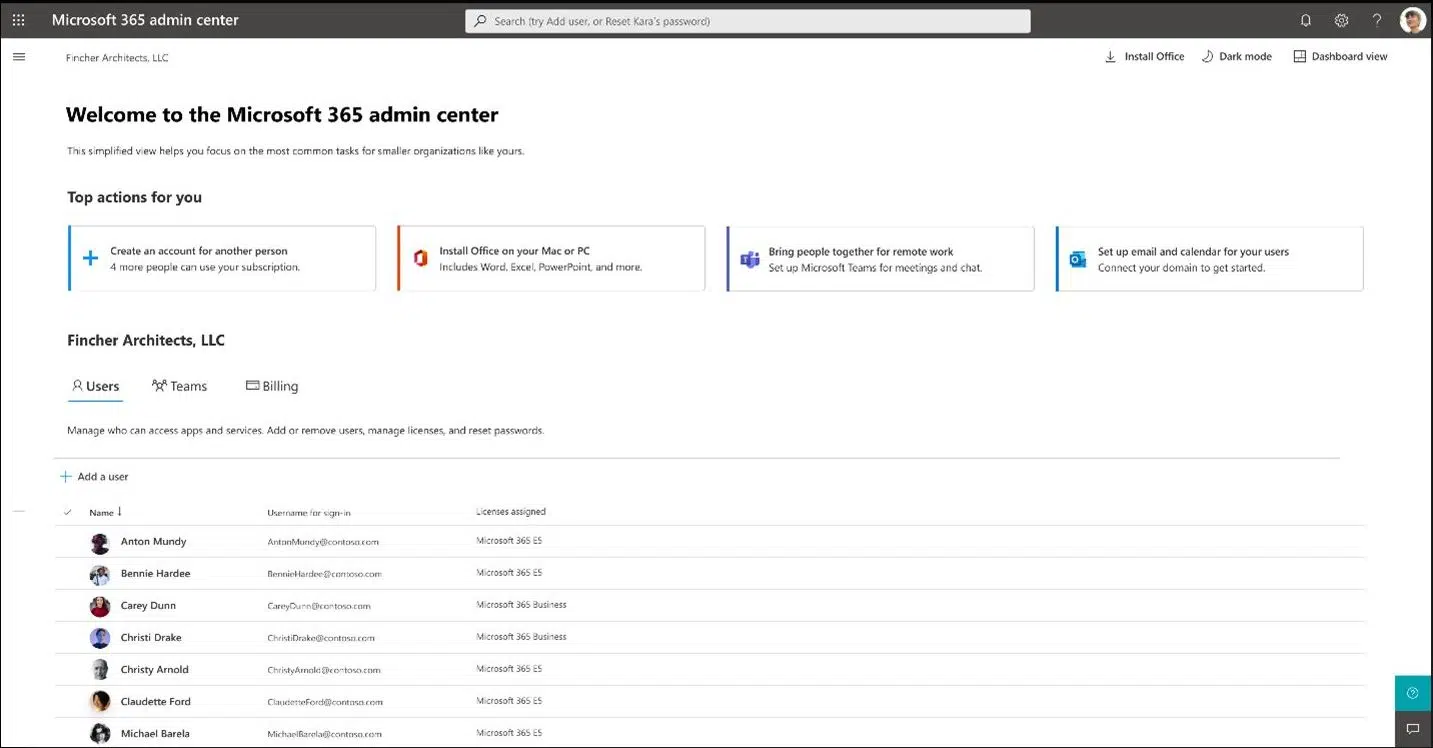 Microsoft 365 admin center
Search (try Add user, or Reset Kara's password)
Fincher Architects, LLC
Install Office
Dark mode
Dashboard view
Welcome to the Microsoft 365 admin center
This simplified view helps you focus on the most common tasks for smaller organizations like yours.
Top actions for you
Create an account for another person
4 more people can use your subscription.
Install Office on your Mac or PC
Includes Word, Excel, PowerPoint, and more.
Bring people together for remote work
Set up Microsoft Teams for meetings and chat.
Set up email and calendar for your users
Connect your domain to get started.
Fincher Architects, LLC
Users
Teams
Billing
Manage who can access apps and services. Add or remove users, manage licenses, and reset passwords.
Add a user
Name ↓ Username for sign-in Licenses assigned
Anton Mundy AntonMundy@contoso.com Microsoft 365 E5
Bennie Hardee BennieHardee@contoso.com Microsoft 365 E5
Carey Dunn CareyDunn@contoso.com Microsoft 365 Business
Christi Drake ChristiDrake@contoso.com Microsoft 365 Business
Christy Arnold ChristyArnold@contoso.com Microsoft 365 E5
Claudette Ford ClaudetteFord@contoso.com Microsoft 365 E5
Michael Barela MichaelBarela@contoso.com Microsoft 365 E5